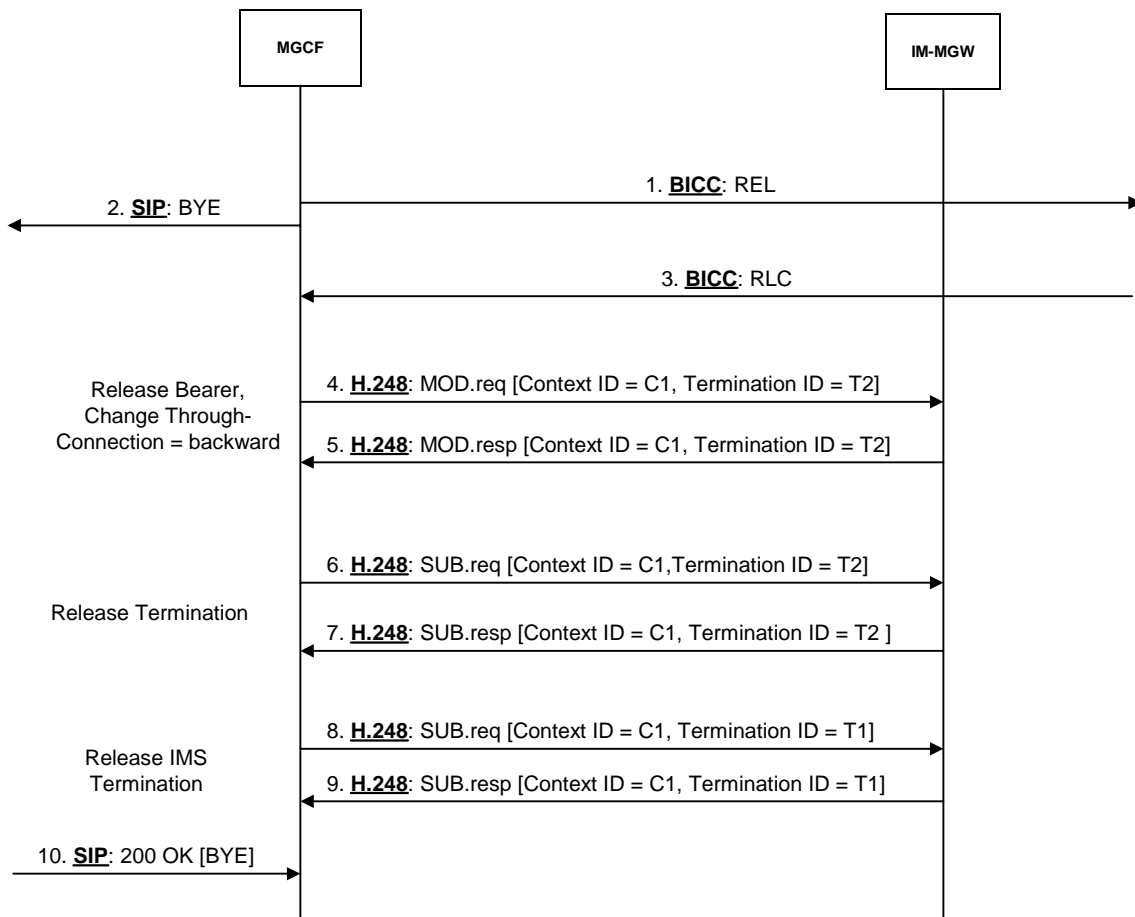 MGCF
IM-MGW
1. BICC: REL
2. SIP: BYE
3. BICC: RLC
Release Bearer,
Change Through-
Connection = backward
4. H.248: MOD.req [Context ID = C1, Termination ID = T2]
5. H.248: MOD.resp [Context ID = C1, Termination ID = T2]
6. H.248: SUB.req [Context ID = C1,Termination ID = T2]
Release Termination
7. H.248: SUB.resp [Context ID = C1, Termination ID = T2 ]
8. H.248: SUB.req [Context ID = C1, Termination ID = T1]
Release IMS
Termination
9. H.248: SUB.resp [Context ID = C1, Termination ID = T1]
10. SIP: 200 OK [BYE]